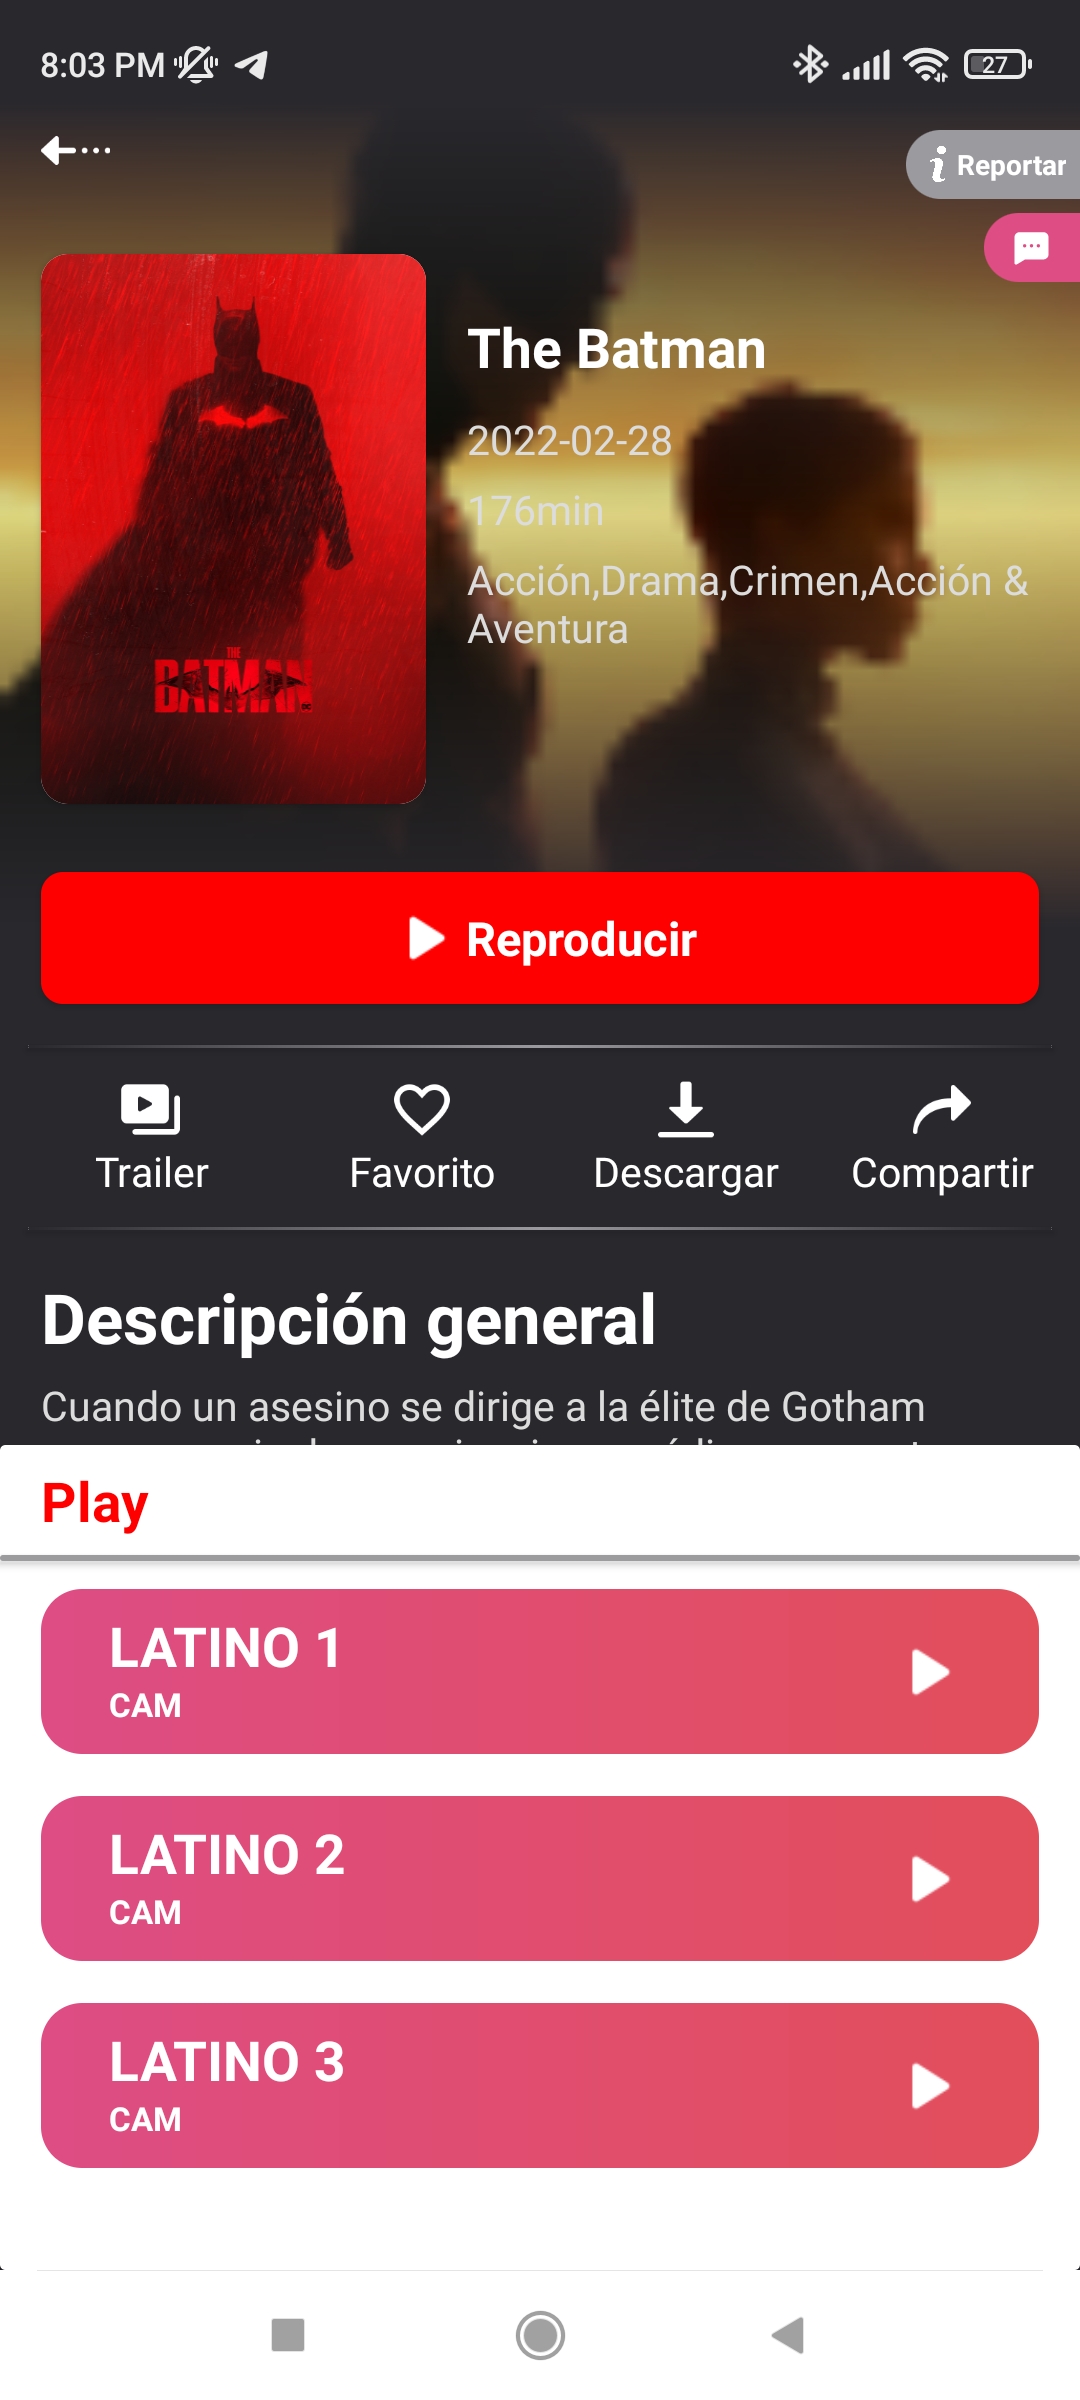 8:03 PM
27
Reportar
The Batman
2022-02-28
176min
Acción,Drama,Crimen,Acción &
Aventura
THE
BATMAN
DC
Reproducir
Trailer
Favorito
Descargar
Compartir
Descripción general
Cuando un asesino se dirige a la élite de Gotham
Play
LATINO 1
CAM
LATINO 2
CAM
LATINO 3
CAM